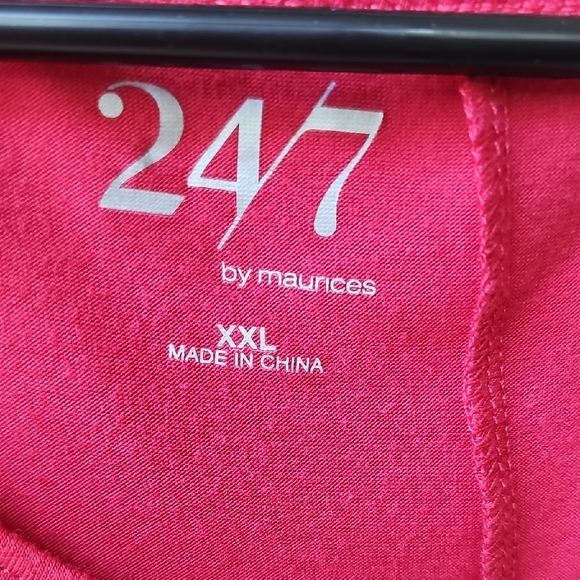 24/7
by maurices
XXL
MADE IN CHINA